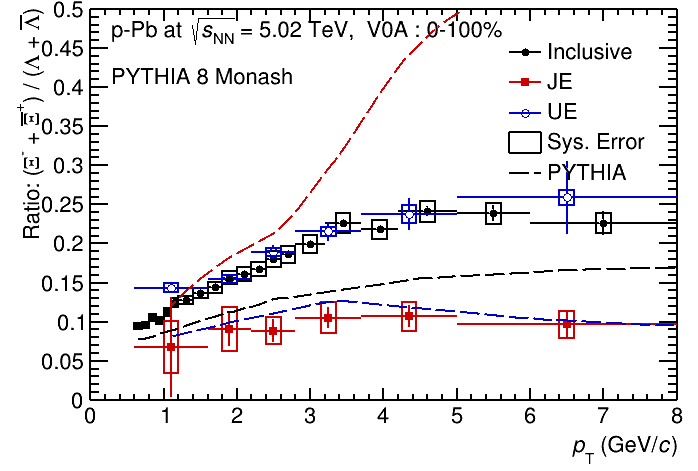 p-Pb at √s_NN = 5.02 TeV, V0A : 0-100%
PYTHIA 8 Monash
Inclusive
JE
UE
Sys. Error
PYTHIA
Ratio: (Ξ⁻ + Ξ̅⁺) / (Λ + Λ̅)
0.5
0.45
0.4
0.35
0.3
0.25
0.2
0.15
0.1
0.05
0
0 1 2 3 4 5 6 7 8
p_T (GeV/c)